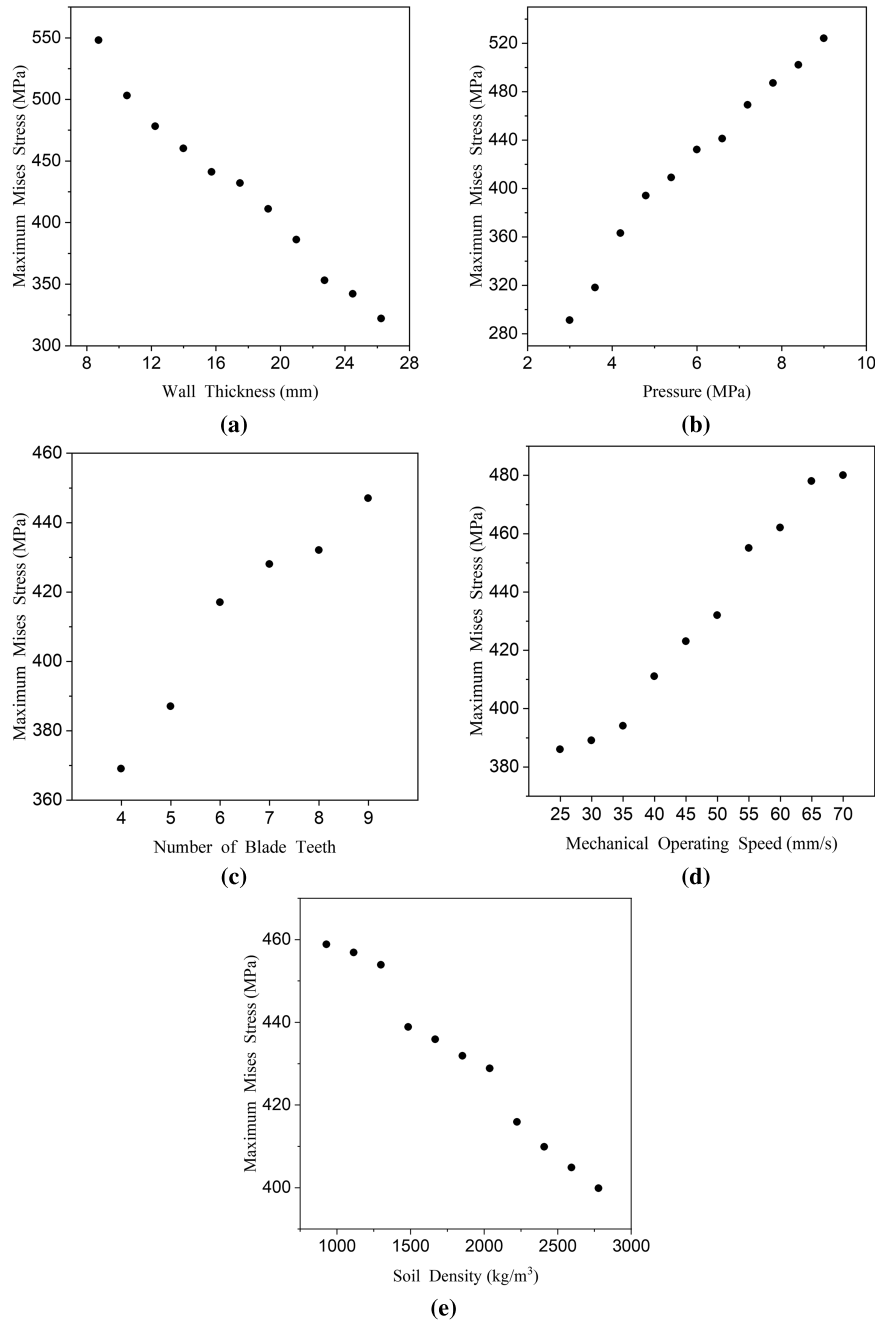 550
500
450
400
350
300
Maximum Mises Stress (MPa)
8 12 16 20 24 28
Wall Thickness (mm)
(a)
520
480
440
400
360
320
280
Maximum Mises Stress (MPa)
2 4 6 8 10
Pressure (MPa)
(b)
460
440
420
400
380
360
Maximum Mises Stress (MPa)
4 5 6 7 8 9
Number of Blade Teeth
(c)
480
460
440
420
400
380
Maximum Mises Stress (MPa)
25 30 35 40 45 50 55 60 65 70
Mechanical Operating Speed (mm/s)
(d)
460
440
420
400
Maximum Mises Stress (MPa)
1000 1500 2000 2500 3000
Soil Density (kg/m³)
(e)